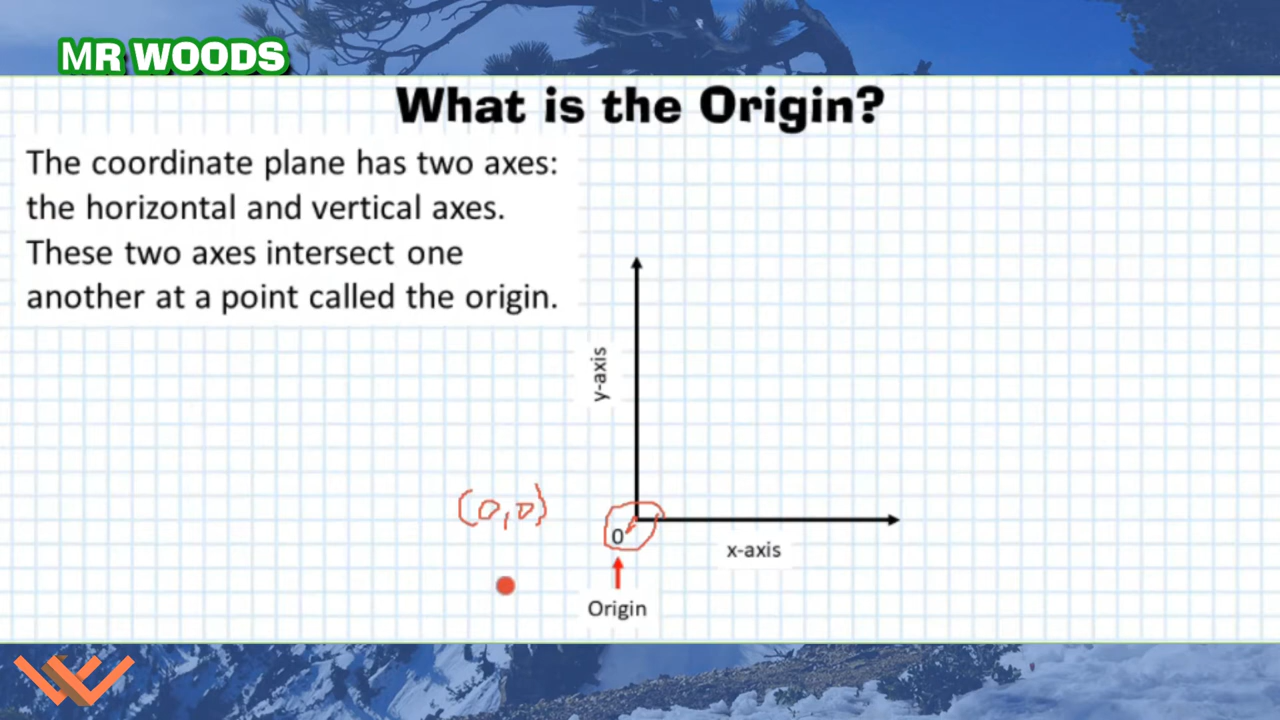 MR WOODS
What is the Origin?
The coordinate plane has two axes:
the horizontal and vertical axes.
These two axes intersect one
another at a point called the origin.
y-axis
(0,0)
0
x-axis
Origin